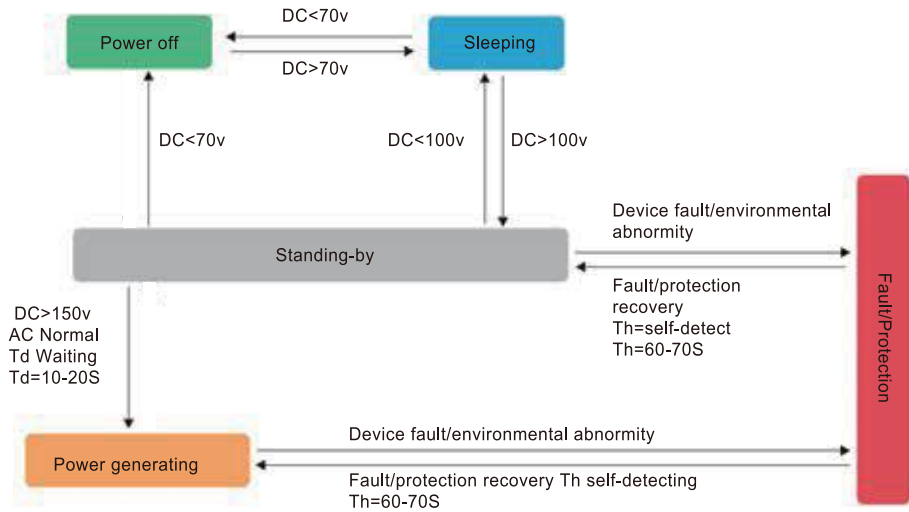 DC<70v
Power off
Sleeping
DC>70v
DC<70v
DC<100v
DC>100v
Device fault/environmental
abnormity
Standing-by
Fault/protection
recovery
Th=self-detect
Th=60-70S
Fault/Protection
DC>150v
AC Normal
Td Waiting
Td=10-20S
Device fault/environmental abnormity
Power generating
Fault/protection recovery Th self-detecting
Th=60-70S